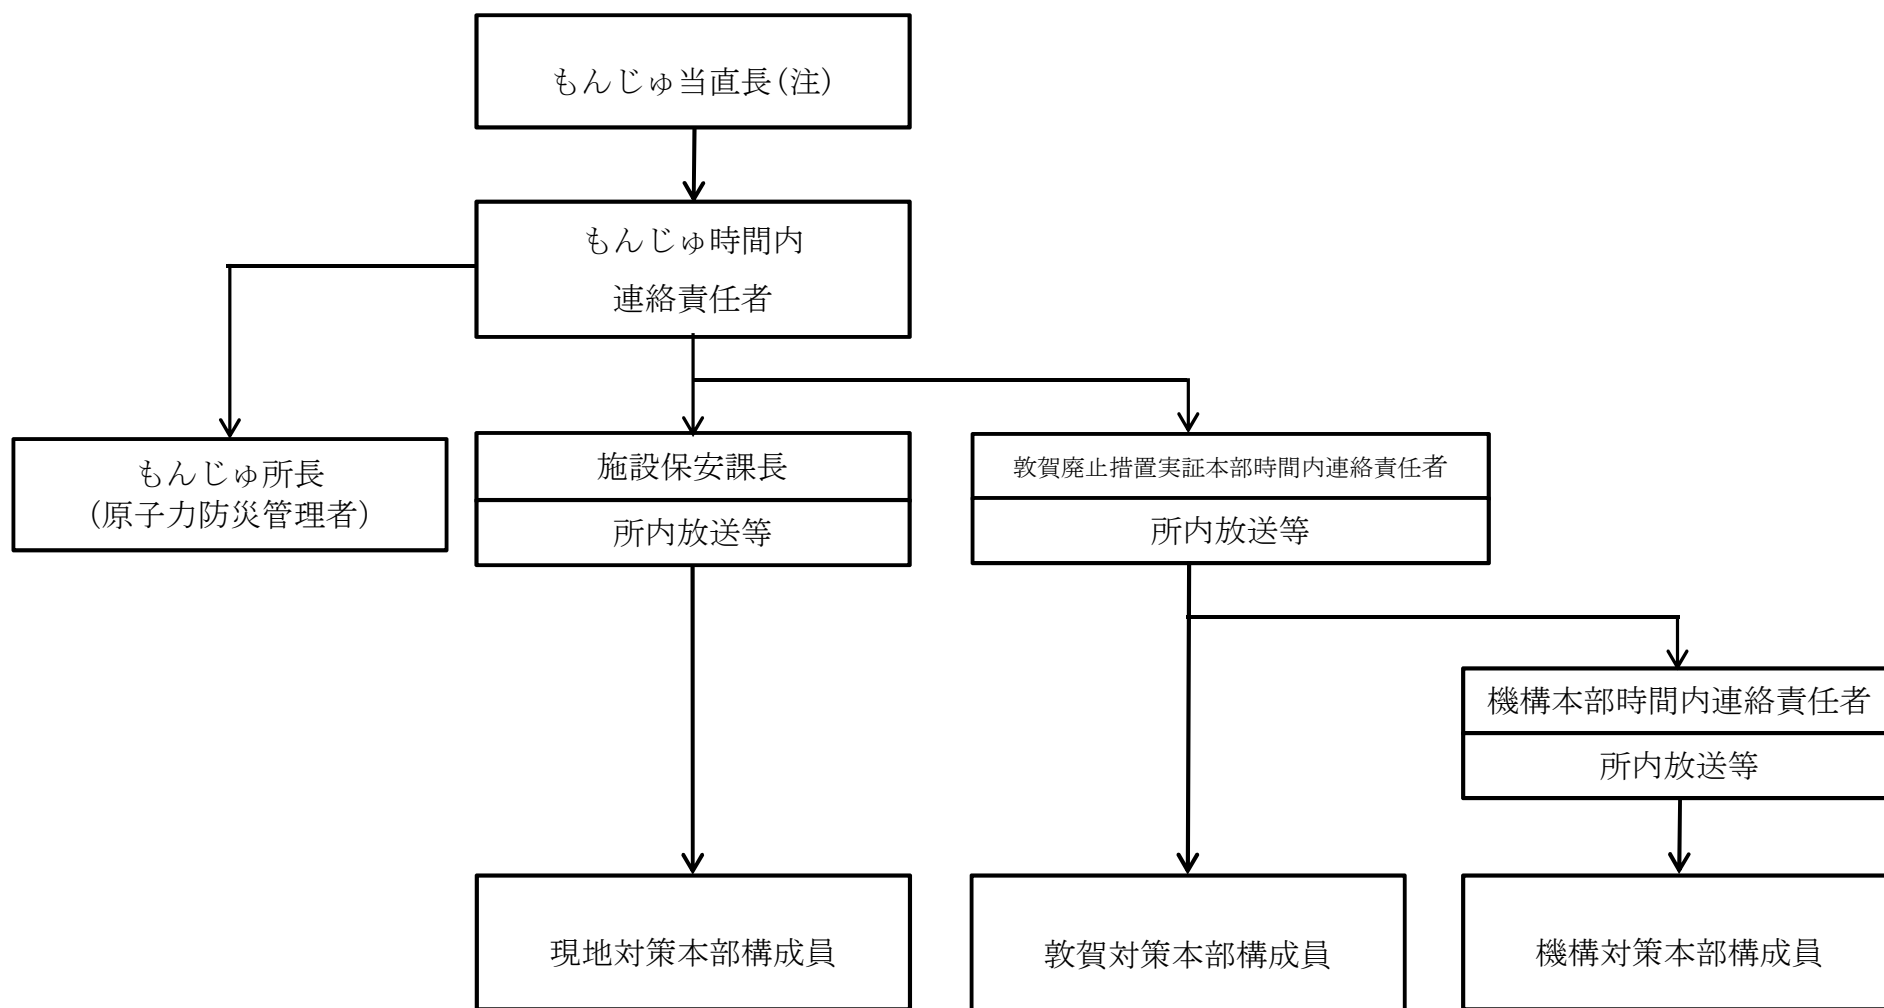 もんじゅ当直長(注)
もんじゅ時間内
連絡責任者
もんじゅ所長
(原子力防災管理者)
施設保安課長
所内放送等
敦賀廃止措置実証本部時間内連絡責任者
所内放送等
機構本部時間内連絡責任者
所内放送等
現地対策本部構成員
敦賀対策本部構成員
機構対策本部構成員